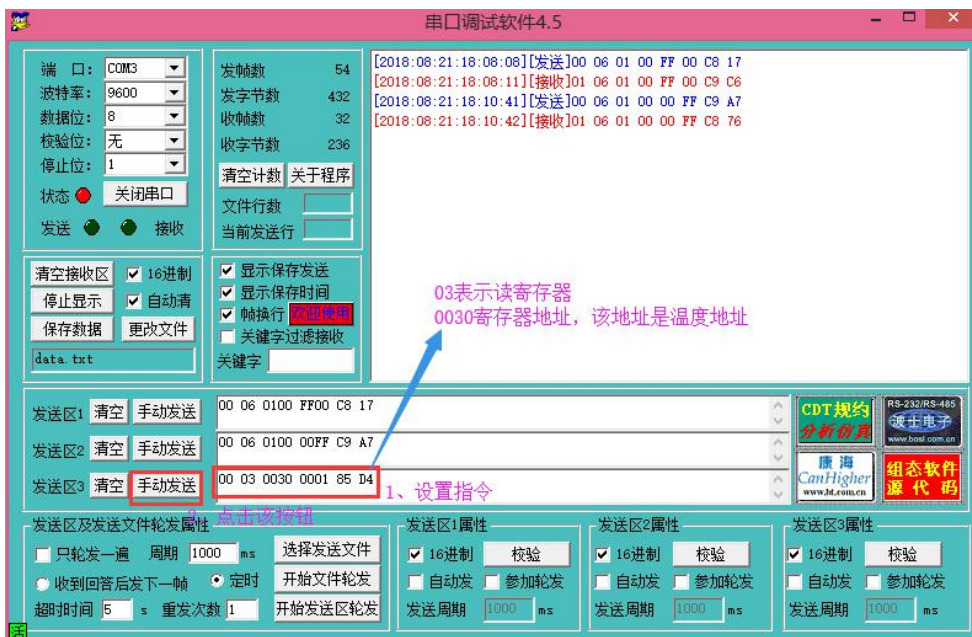 串口调试软件4.5
端 口: COM3
波特率: 9600
数据位: 8
校验位: 无
停止位: 1
状态 关闭串口
发送 接收
发帧数 54
发字节数 432
收帧数 32
收字节数 236
清空计数 关于程序
文件行数
当前发送行
[2018:08:21:18:08:08][发送]00 06 01 00 FF 00 C8 17
[2018:08:21:18:08:11][接收]01 06 01 00 FF 00 C9 C6
[2018:08:21:18:10:41][发送]00 06 01 00 00 FF C9 A7
[2018:08:21:18:10:42][接收]01 06 01 00 00 FF C8 76
清空接收区 16进制
停止显示 自动清
保存数据 更改文件
data.txt
显示保存发送
显示保存时间
帧换行 欢迎使用
关键字过滤接收
关键字
03表示读寄存器
0030寄存器地址, 该地址是温度地址
发送区1 清空 手动发送 00 06 0100 FF00 C8 17
发送区2 清空 手动发送 00 06 0100 00FF C9 A7
发送区3 清空 手动发送 00 03 0030 0001 85 D4
1、设置指令
点击该按钮
CDT规约
分析仿真
RS-232/RS-485
波士电子
www.bosi.com.cn
康海
CanHigher
www.ht.com.cn
组态软件
源代码
发送区及发送文件轮发属性
只轮发一遍 周期 1000 ms 选择发送文件
收到回答后发下一帧 定时 开始文件轮发
超时时间 5 s 重发次数 1 开始发送区轮发
发送区1属性
16进制 校验
自动发 参加轮发
发送周期 1000 ms
发送区2属性
16进制 校验
自动发 参加轮发
发送周期 1000 ms
发送区3属性
16进制 校验
自动发 参加轮发
发送周期 1000 ms
活